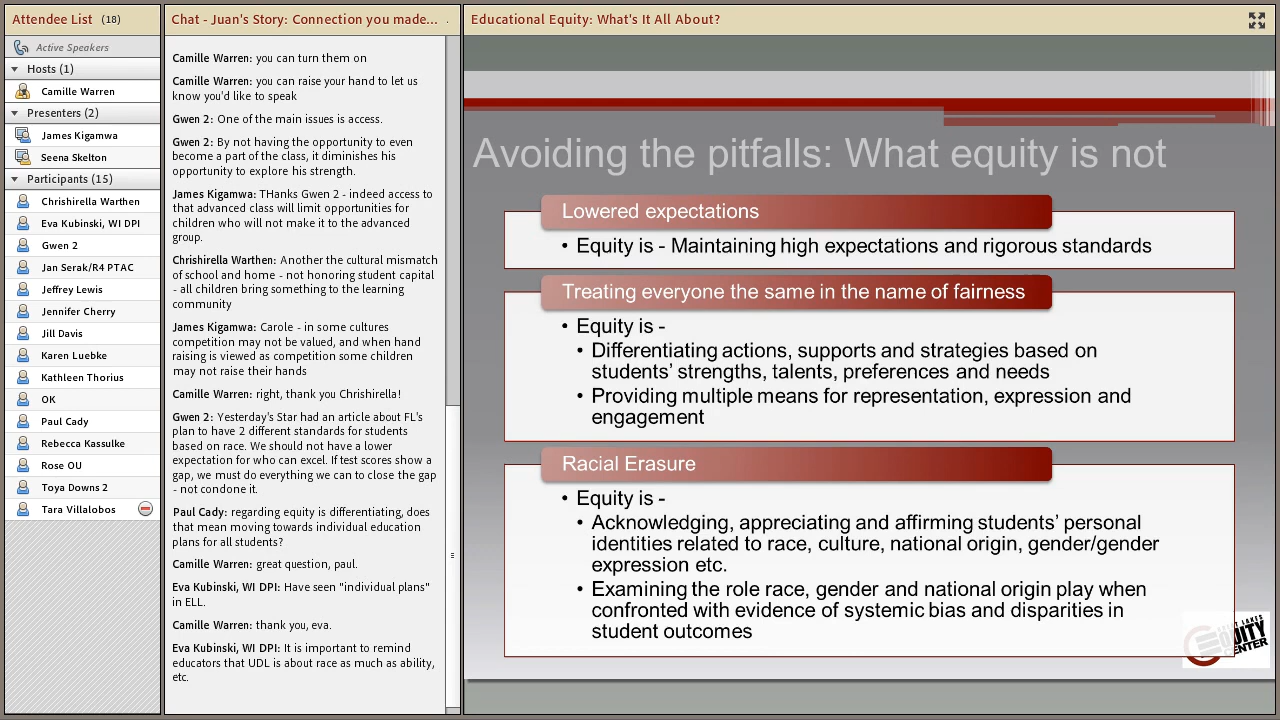 Attendee List (18)
Active Speakers
Hosts (1)
Camille Warren
Presenters (2)
James Kigamwa
Seena Skelton
Participants (15)
Chrishirella Warthen
Eva Kubinski, WI DPI
Gwen 2
Jan Serak/R4 PTAC
Jeffrey Lewis
Jennifer Cherry
Jill Davis
Karen Luebke
Kathleen Thorius
OK
Paul Cady
Rebecca Kassulke
Rose OU
Toya Downs 2
Tara Villalobos
Chat - Juan's Story: Connection you made...
Camille Warren: you can turn them on
Camille Warren: you can raise your hand to let us
know you'd like to speak
Gwen 2: One of the main issues is access.
Gwen 2: By not having the opportunity to even
become a part of the class, it diminishes his
opportunity to explore his strength.
James Kigamwa: THanks Gwen 2 - indeed access to
that advanced class will limit opportunities for
children who will not make it to the advanced
group.
Chrishirella Warthen: Another the cultural mismatch
of school and home - not honoring student capital
- all children bring something to the learning
community
James Kigamwa: Carole - in some cultures
competition may not be valued, and when hand
raising is viewed as competition some children
may not raise their hands
Camille Warren: right, thank you Chrishirella!
Gwen 2: Yesterday's Star had an article about FL's
plan to have 2 different standards for students
based on race. We should not have a lower
expectation for who can excel. If test scores show a
gap, we must do everything we can to close the gap
- not condone it.
Paul Cady: regarding equity is differentiating, does
that mean moving towards individual education
plans for all students?
Camille Warren: great question, paul.
Eva Kubinski, WI DPI: Have seen "individual plans"
in ELL.
Camille Warren: thank you, eva.
Eva Kubinski, WI DPI: It is important to remind
educators that UDL is about race as much as ability,
etc.
Educational Equity: What's It All About?
Avoiding the pitfalls: What equity is not
Lowered expectations
• Equity is - Maintaining high expectations and rigorous standards
Treating everyone the same in the name of fairness
• Equity is -
• Differentiating actions, supports and strategies based on
students’ strengths, talents, preferences and needs
• Providing multiple means for representation, expression and
engagement
Racial Erasure
• Equity is -
• Acknowledging, appreciating and affirming students’ personal
identities related to race, culture, national origin, gender/gender
expression etc.
• Examining the role race, gender and national origin play when
confronted with evidence of systemic bias and disparities in
student outcomes
CENTER